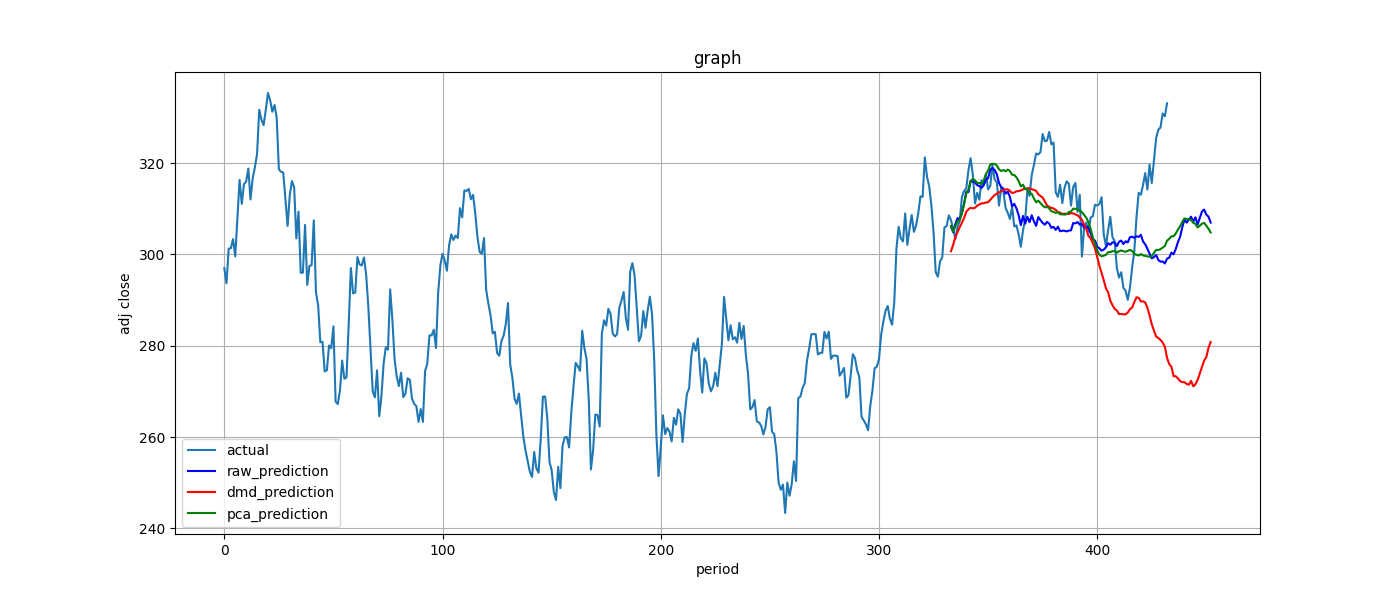 graph
adj close
320
300
280
260
240
0 100 200 300 400
period
actual
raw_prediction
dmd_prediction
pca_prediction